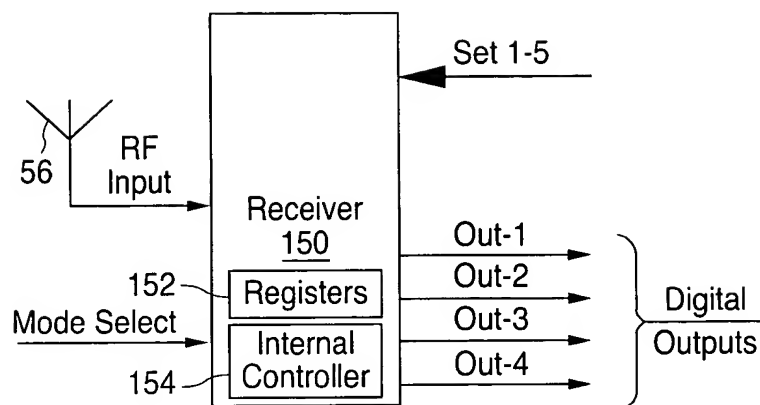 Set 1-5
56
RF
Input
Receiver
150
Out-1
152
Registers
Out-2
Digital
Outputs
Mode Select
Internal
Controller
Out-3
154
Out-4